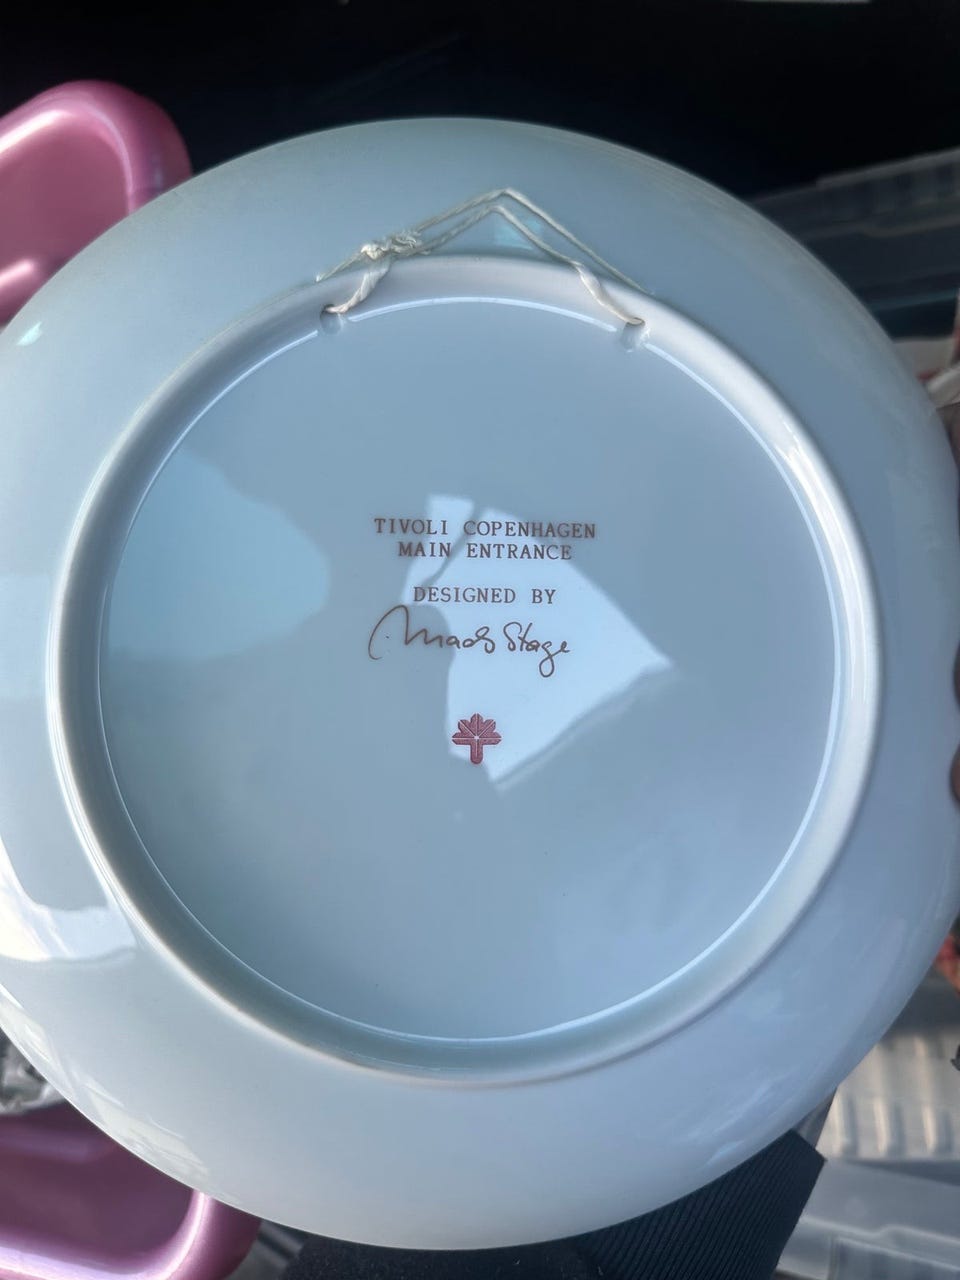 TIVOLI COPENHAGEN
MAIN ENTRANCE
DESIGNED BY
Mads Stage